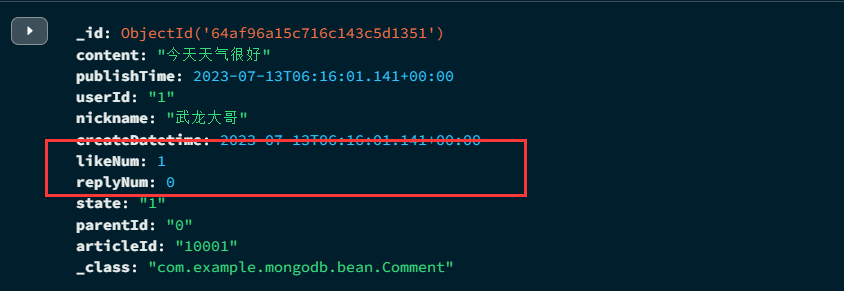 _id: ObjectId('64af96a15c716c143c5d1351')
content: "今天天气很好"
publishTime: 2023-07-13T06:16:01.141+00:00
userId: "1"
nickname: "武龙大哥"
createDatetime: 2023-07-13T06:16:01.141+00:00
likeNum: 1
replyNum: 0
state: "1"
parentId: "0"
articleId: "10001"
_class: "com.example.mongodb.bean.Comment"